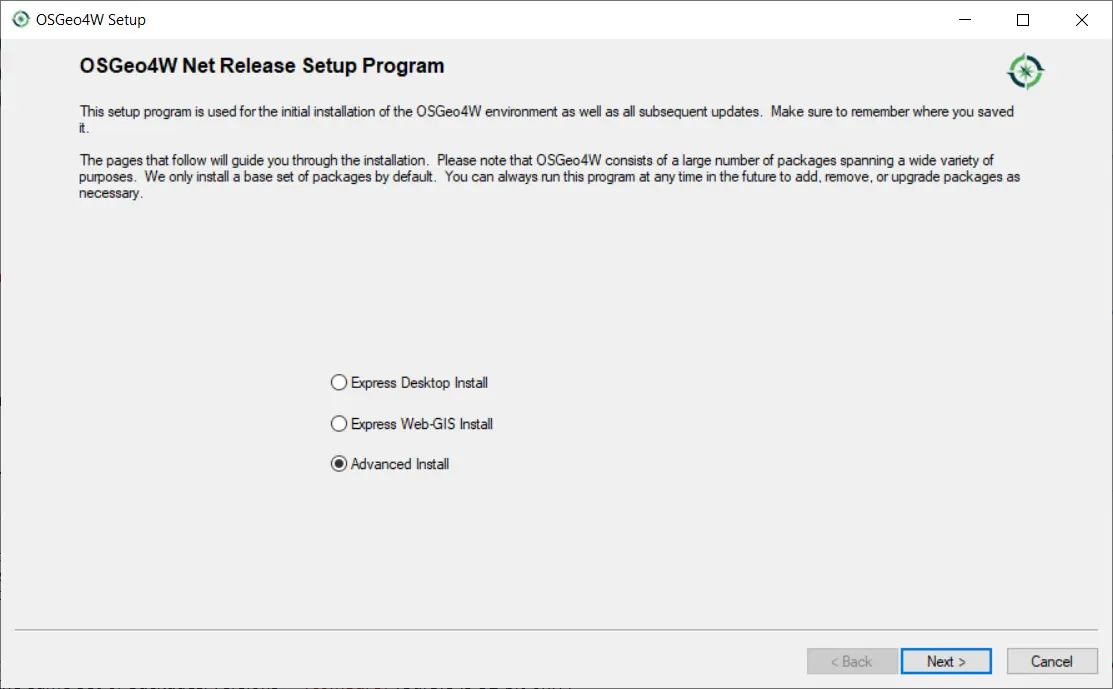 OSGeo4W Setup
OSGeo4W Net Release Setup Program
This setup program is used for the initial installation of the OSGeo4W environment as well as all subsequent updates.  Make sure to remember where you saved
it.
The pages that follow will guide you through the installation.  Please note that OSGeo4W consists of a large number of packages spanning a wide variety of
purposes.  We only install a base set of packages by default.  You can always run this program at any time in the future to add, remove, or upgrade packages as
necessary.
Express Desktop Install
Express Web-GIS Install
Advanced Install
< Back
Next >
Cancel